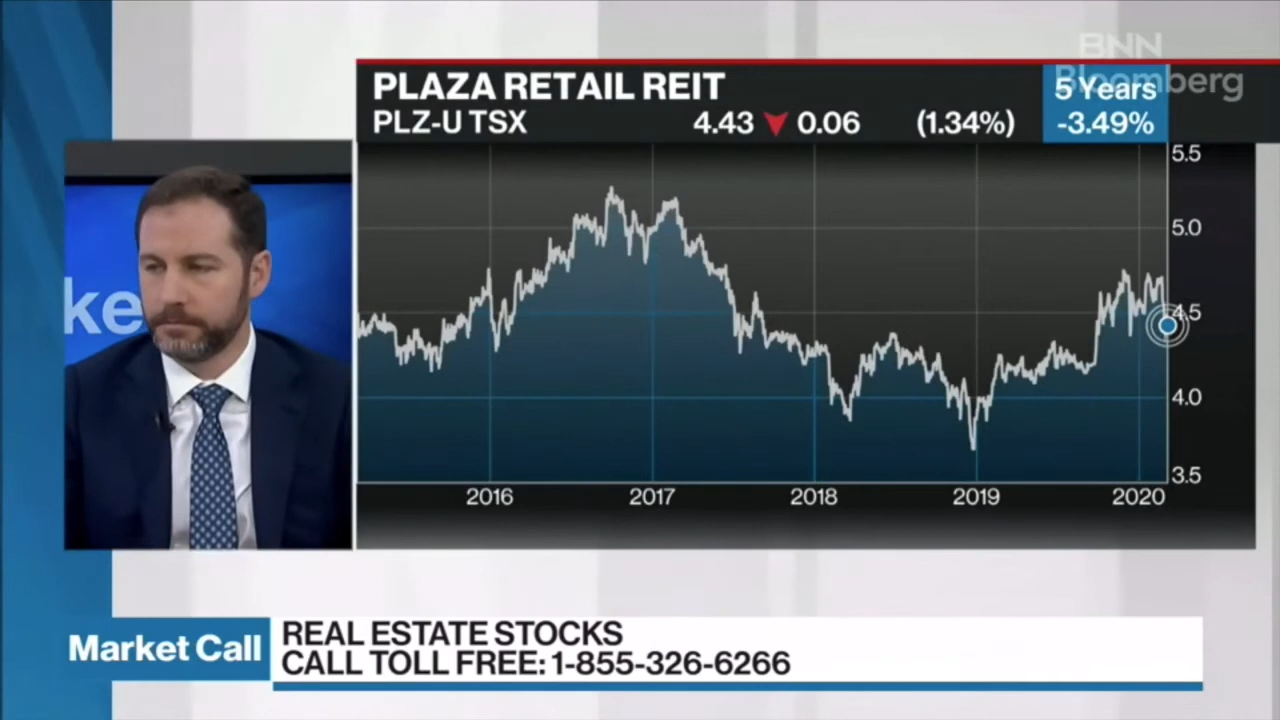 BNN
Bloomberg
PLAZA RETAIL REIT
5 Years
PLZ-U TSX 4.43 0.06 (1.34%) -3.49%
5.5
5.0
4.5
4.0
3.5
2016 2017 2018 2019 2020
ke
Market Call
REAL ESTATE STOCKS
CALL TOLL FREE: 1-855-326-6266